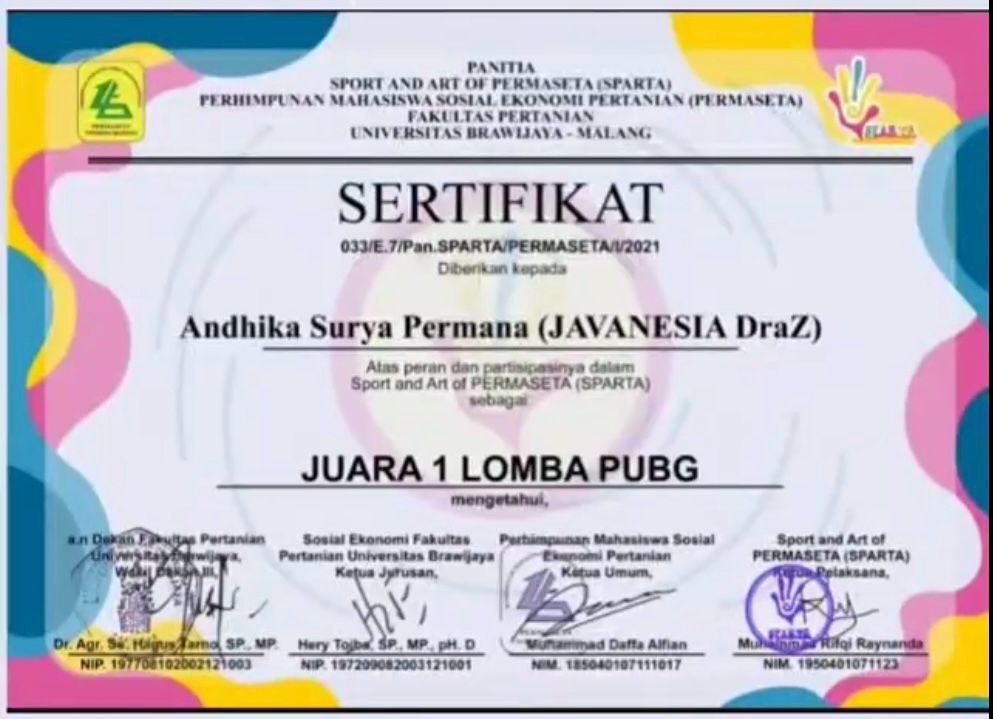 PANITIA
SPORT AND ART OF PERMASETA (SPARTA)
PERHIMPUNAN MAHASISWA SOSIAL EKONOMI PERTANIAN (PERMASETA)
FAKULTAS PERTANIAN
UNIVERSITAS BRAWIJAYA - MALANG
SERTIFIKAT
033/E.7/Pan.SPARTA/PERMASETA/I/2021
Diberikan kepada
Andhika Surya Permana (JAVANESIA DraZ)
Atas peran dan partisipasinya dalam
Sport and Art of PERMASETA (SPARTA)
sebagai
JUARA 1 LOMBA PUBG
mengetahui,
a.n Dekan Fakultas Pertanian
Universitas Brawijaya,
Wakil Dekan III,
Dr. Agr. Sc. Hagus Tarno, SP., MP.
NIP. 197708102002121003
Sosial Ekonomi Fakultas
Pertanian Universitas Brawijaya
Ketua Jurusan,
Hery Toiba, SP., MP., pH. D
NIP. 197209082003121001
Perhimpunan Mahasiswa Sosial
Ekonomi Pertanian
Ketua Umum,
Muhammad Daffa Alfian
NIM. 185040107111017
Sport and Art of
PERMASETA (SPARTA)
Ketua Pelaksana,
Muhammad Rifqi Raynanda
NIM. 1950401071123